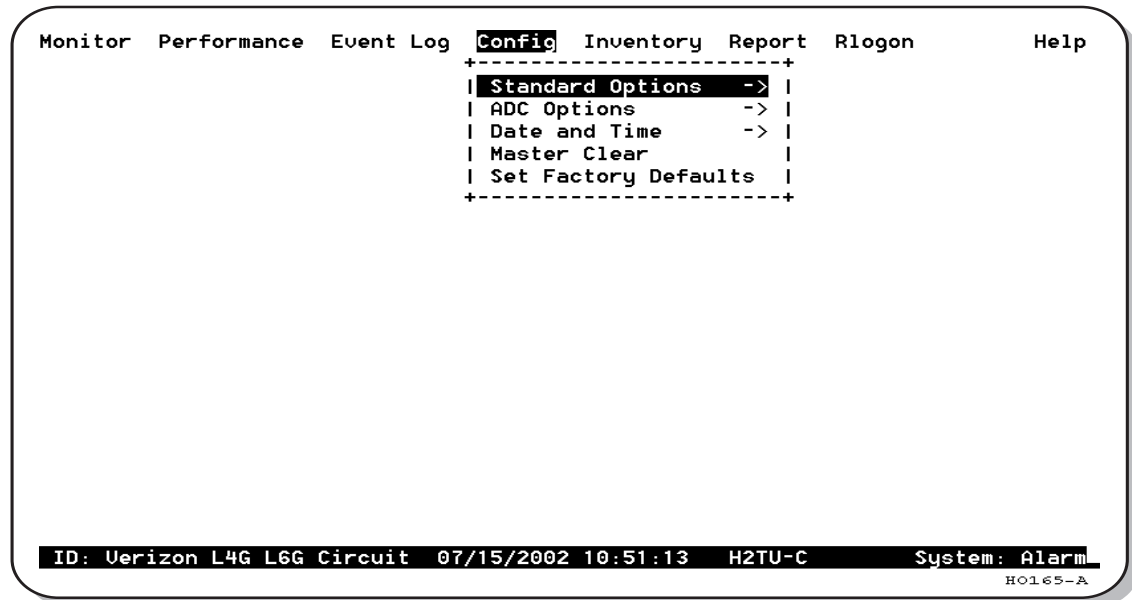 Monitor Performance Event Log Config Inventory Report Rlogon Help
+-----------------------+
| Standard Options -> |
| ADC Options -> |
| Date and Time -> |
| Master Clear |
| Set Factory Defaults |
+-----------------------+
ID: Verizon L4G L6G Circuit 07/15/2002 10:51:13 H2TU-C System: Alarm
H0165-A